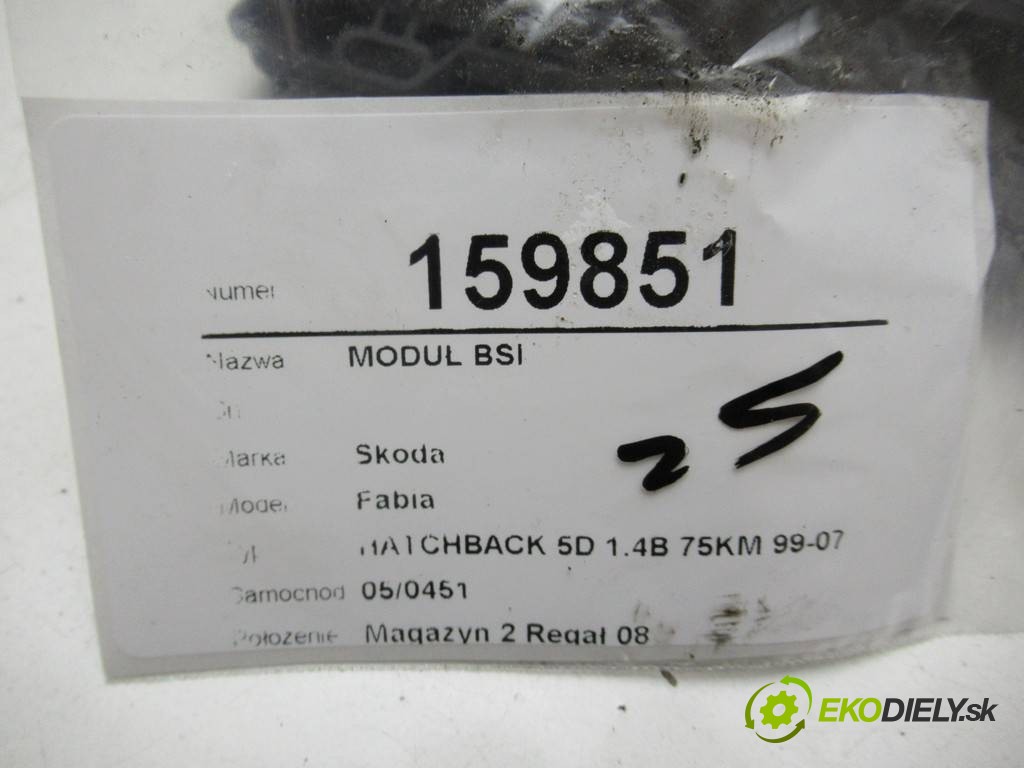 Numer 159851
Nazwa MODUŁ BSI
Marka Skoda
Model Fabia
Typ HATCHBACK 5D 1.4B 75KM 99-07
Samochód 05/0451
Położenie Magazyn 2 Regał 08
25
EKODIELY.sk